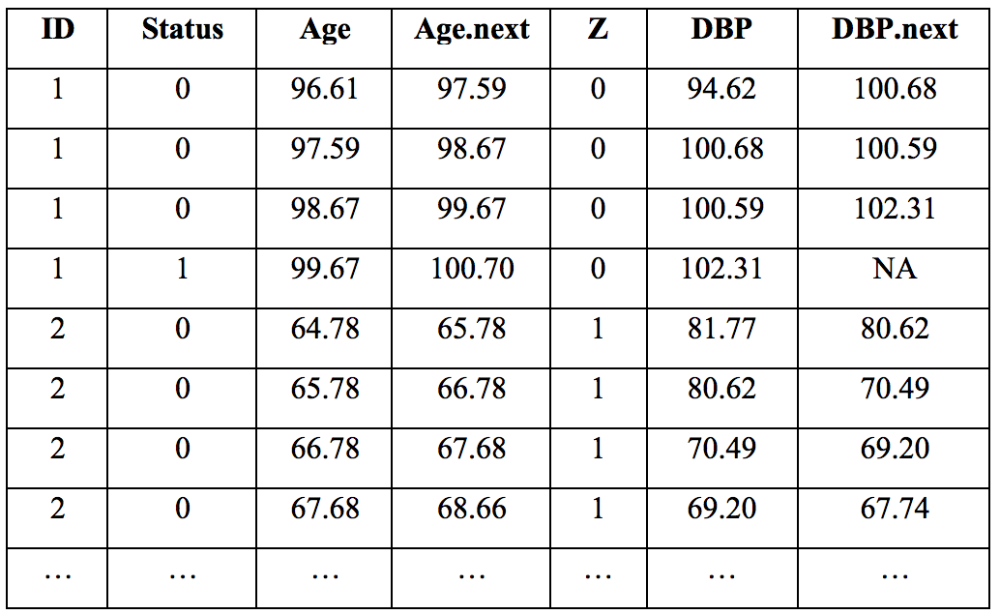 ID Status Age Age.next Z DBP DBP.next
1 0 96.61 97.59 0 94.62 100.68
1 0 97.59 98.67 0 100.68 100.59
1 0 98.67 99.67 0 100.59 102.31
1 1 99.67 100.70 0 102.31 NA
2 0 64.78 65.78 1 81.77 80.62
2 0 65.78 66.78 1 80.62 70.49
2 0 66.78 67.68 1 70.49 69.20
2 0 67.68 68.66 1 69.20 67.74
… … … … … … …